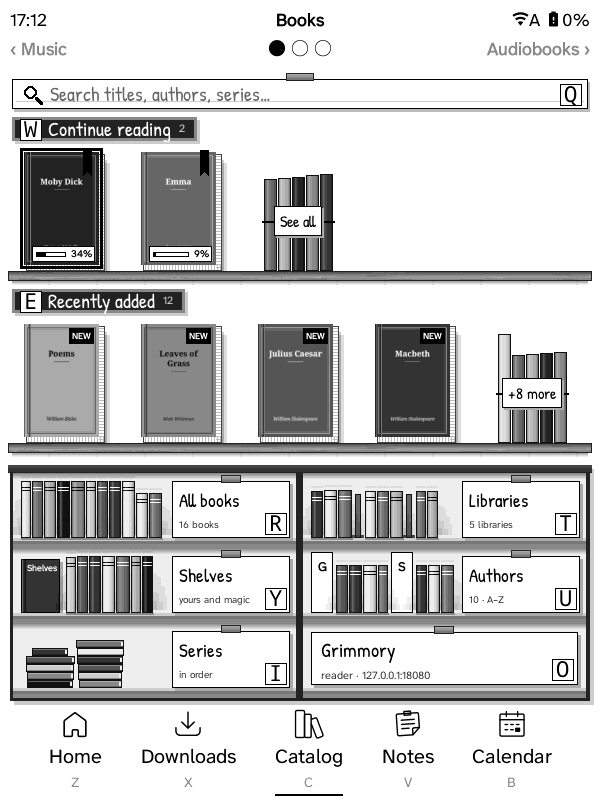 17:12
Books
A 0%
‹ Music
Audiobooks ›
Search titles, authors, series...
Q
W Continue reading 2
Moby Dick
34%
Emma
9%
See all
E Recently added 12
NEW
Poems
William Blake
NEW
Leaves of
Grass
Walt Whitman
NEW
Julius Caesar
William Shakespeare
NEW
Macbeth
William Shakespeare
+8 more
All books
16 books
R
Libraries
5 libraries
T
Shelves
Shelves
yours and magic
Y
G
S
Authors
10 · A–Z
U
Series
in order
I
Grimmory
reader · 127.0.0.1:18080
O
Home
Downloads
Catalog
Notes
Calendar
Z
X
C
V
B